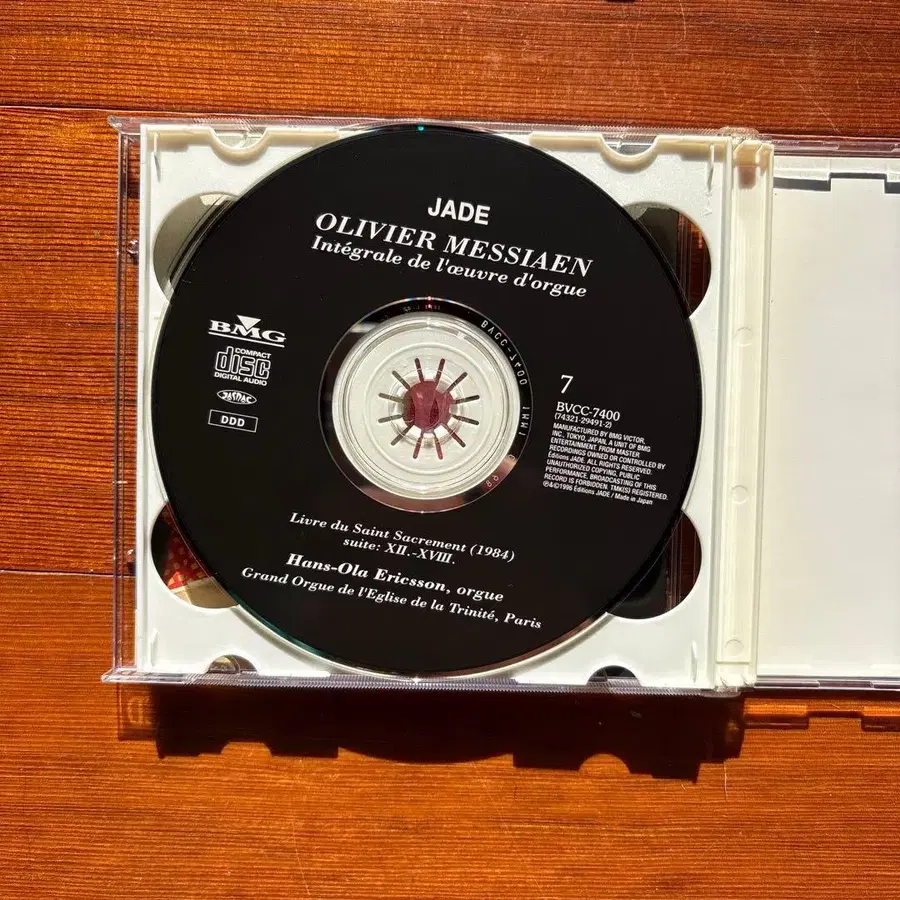 JADE
OLIVIER MESSIAEN
Intégrale de l'œuvre d'orgue
BMG
COMPACT
disc
DIGITAL AUDIO
JASRAC
DDD
7
BVCC-7400
(74321-29491-2)
MANUFACTURED BY BMG VICTOR,
INC., TOKYO, JAPAN, A UNIT OF BMG
ENTERTAINMENT. FROM MASTER
RECORDINGS OWNED OR CONTROLLED BY
Editions JADE. ALL RIGHTS RESERVED.
UNAUTHORIZED COPYING, PUBLIC
PERFORMANCE, BROADCASTING OF THIS
RECORD IS FORBIDDEN. TMK(S) REGISTERED.
℗&©1996 Editions JADE / Made in Japan
Livre du Saint Sacrement (1984)
suite: XII.-XVIII.
Hans-Ola Ericsson, orgue
Grand Orgue de l'Eglise de la Trinité, Paris